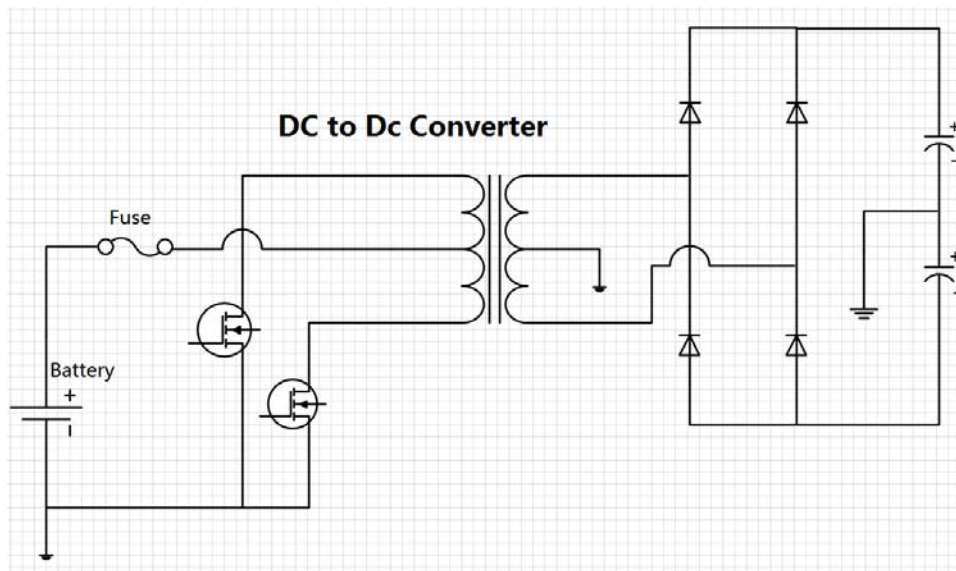 DC to Dc Converter
Fuse
Battery
+
+
-
+
-